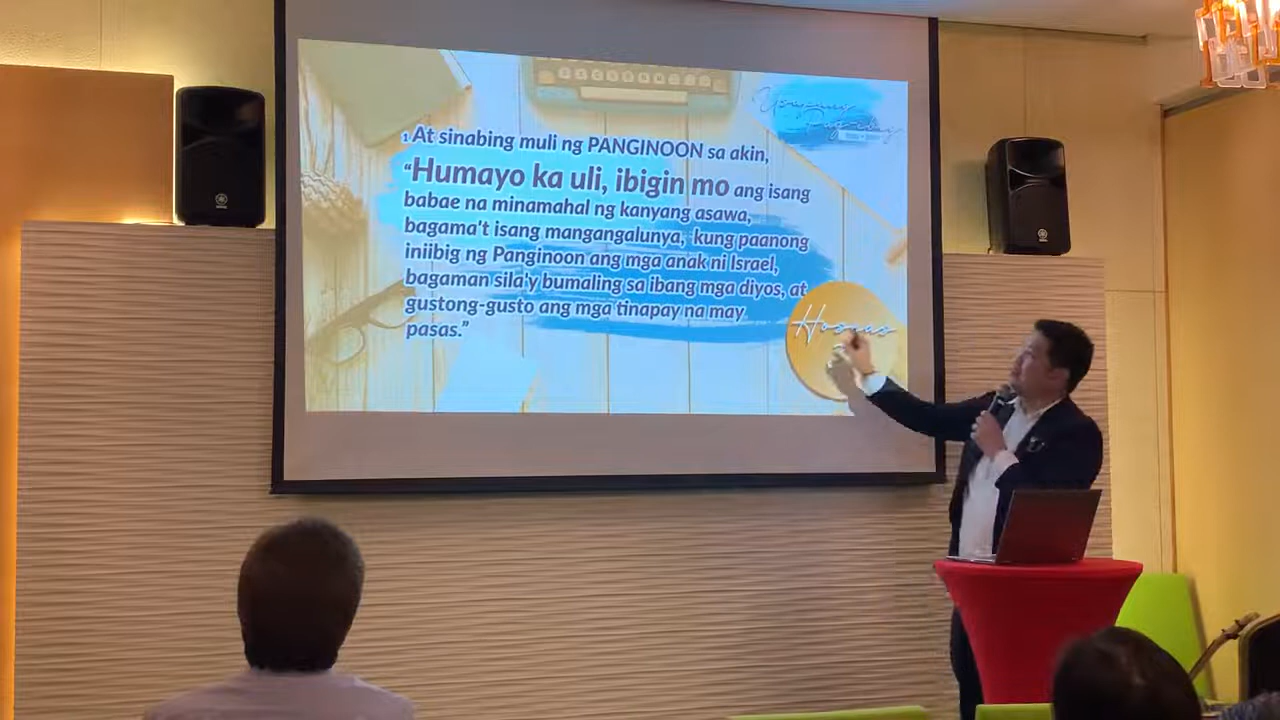 1 At sinabing muli ng PANGINOON sa akin,
“Humayo ka uli, ibigin mo ang isang
babae na minamahal ng kanyang asawa,
bagama't isang mangangalunya, kung paanong
iniibig ng Panginoon ang mga anak ni Israel,
bagaman sila'y bumaling sa ibang mga diyos, at
gustong-gusto ang mga tinapay na may
pasas.”